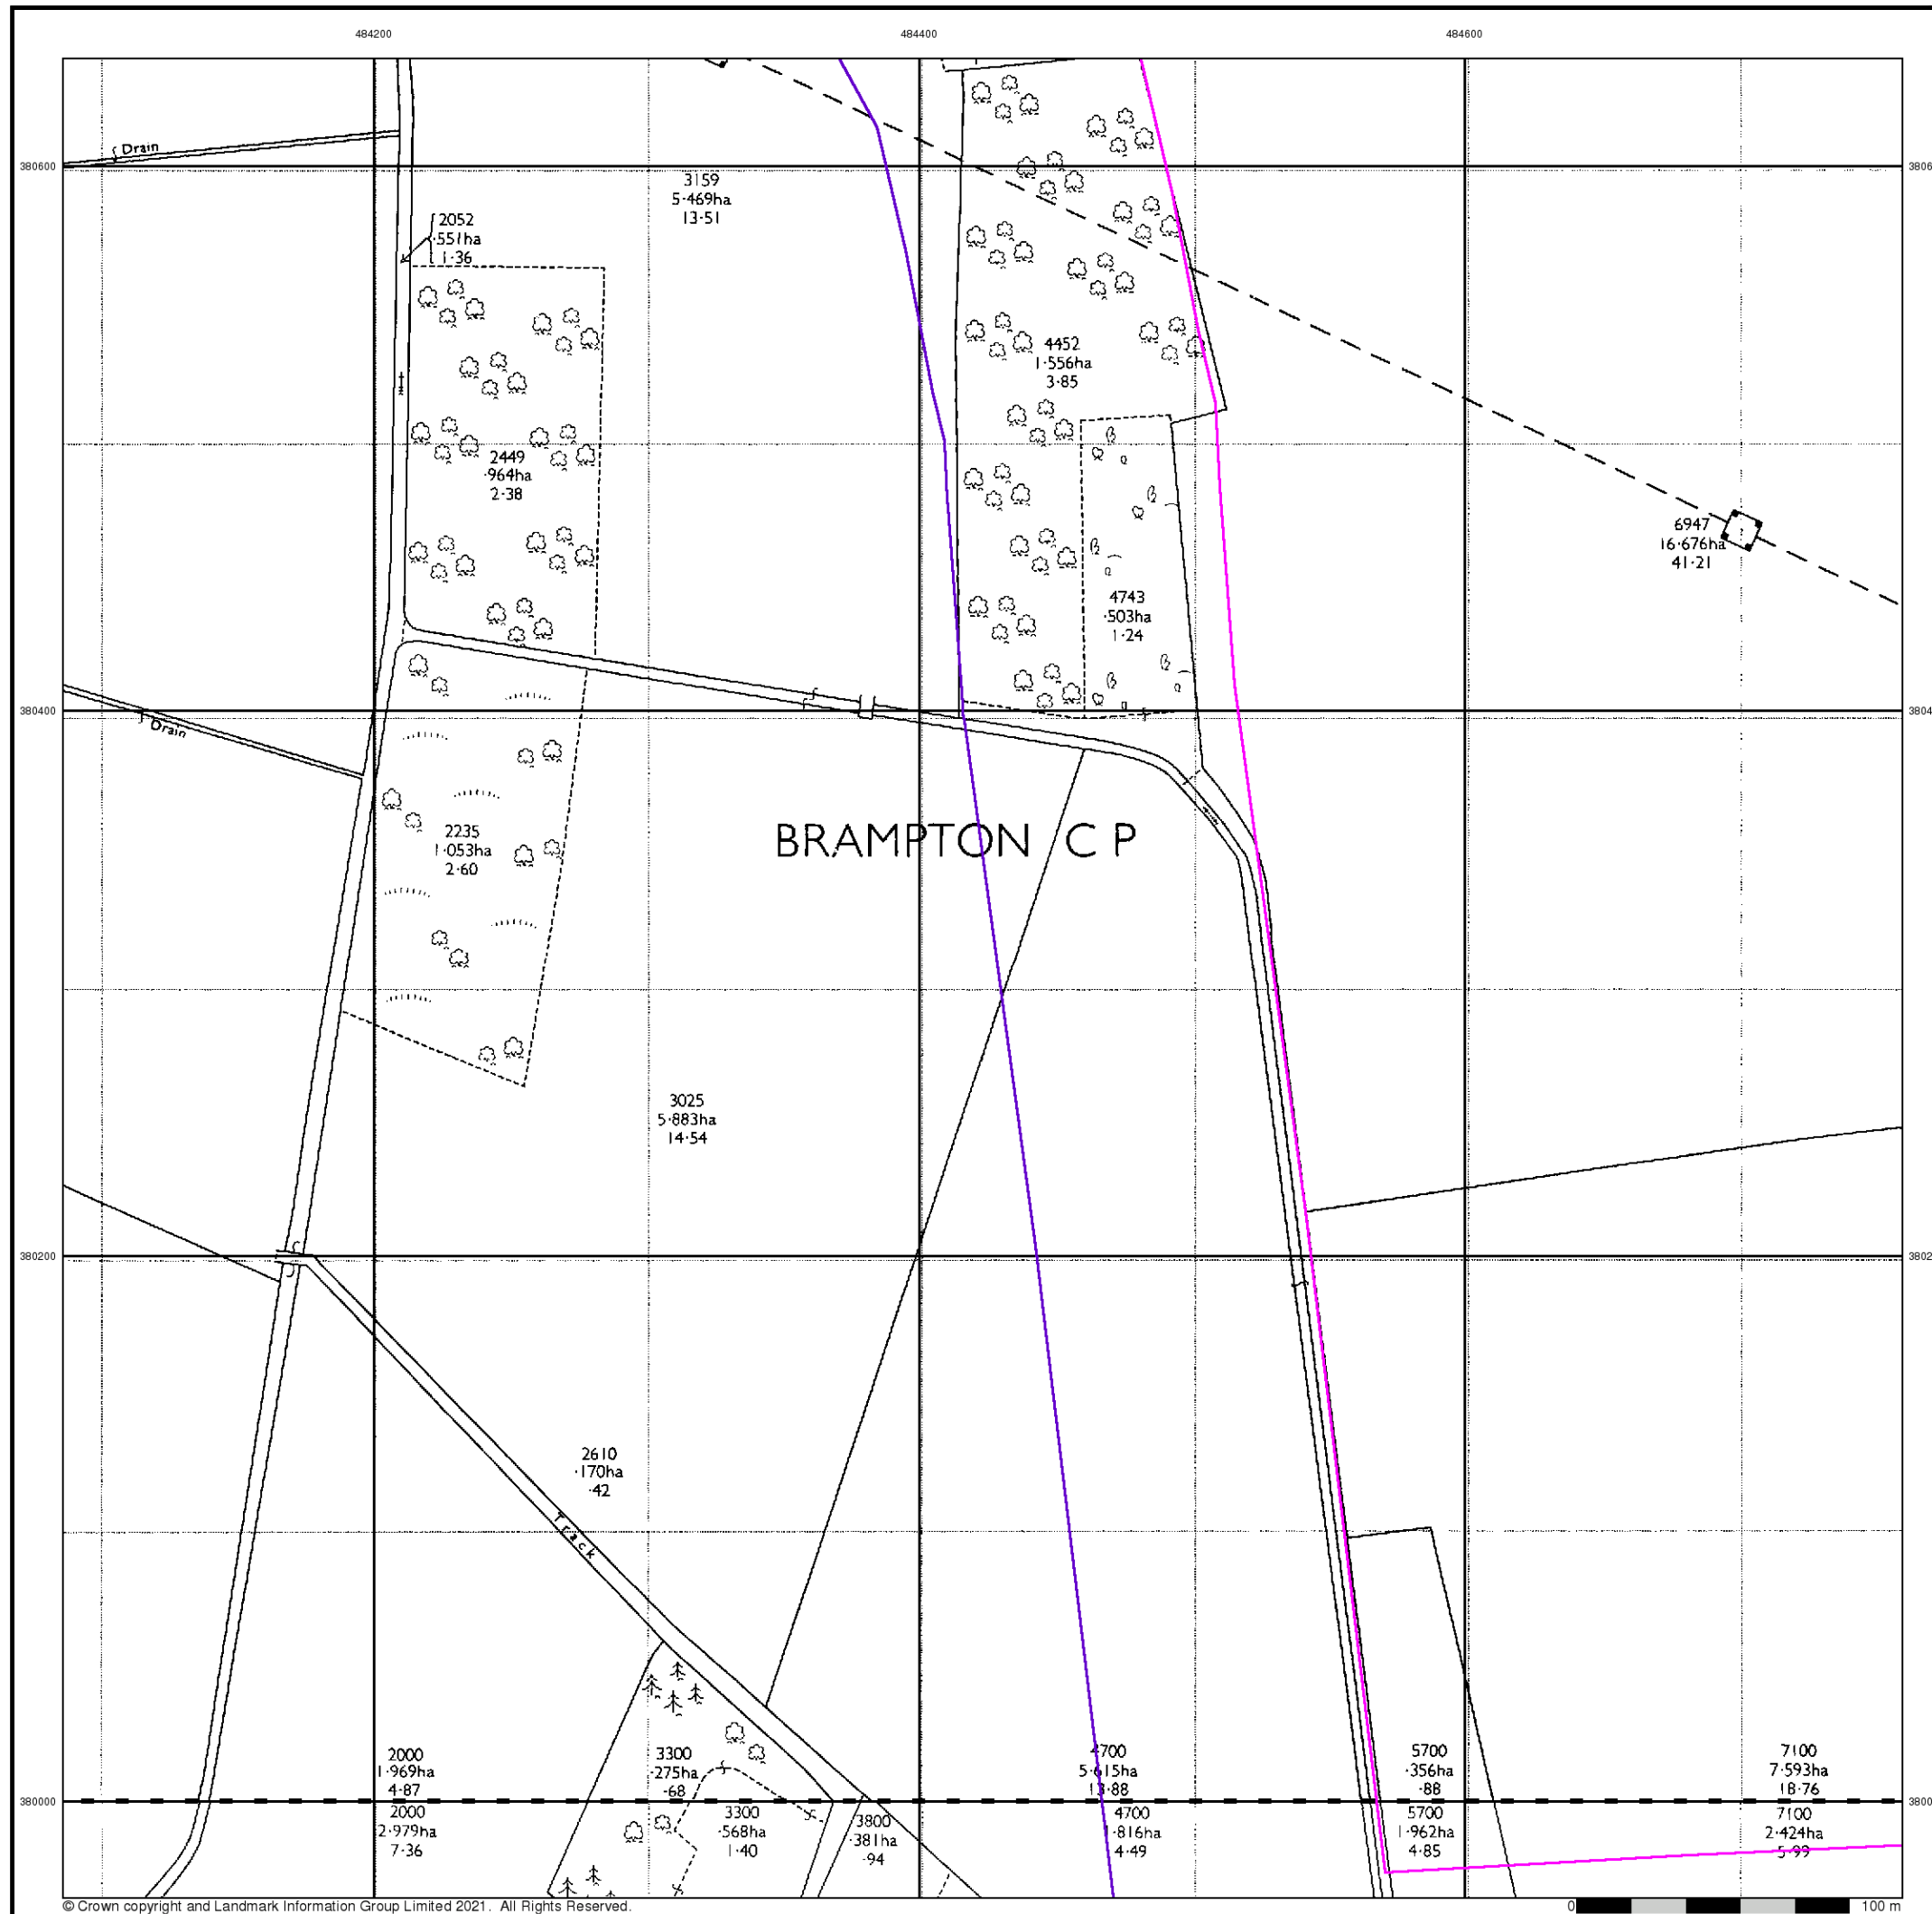 484200
484400
484600
Drain
380600
3806
3159
5·469ha
13·51
2052
·551ha
1·36
4452
1·556ha
3·85
2449
·964ha
2·38
6947
16·676ha
41·21
4743
·503ha
1·24
380400
3804
Drain
2235
1·053ha
2·60
BRAMPTON C P
3025
5·883ha
14·54
380200
3802
2610
·170ha
·42
Track
2000
1·969ha
4·87
3300
·275ha
·68
4700
5·615ha
13·88
5700
·356ha
·88
7100
7·593ha
18·76
380000
3800
2000
2·979ha
7·36
3300
·568ha
1·40
3800
·381ha
·94
4700
1·816ha
4·49
5700
1·962ha
4·85
7100
2·424ha
5·99
© Crown copyright and Landmark Information Group Limited 2021. All Rights Reserved.
0
100 m